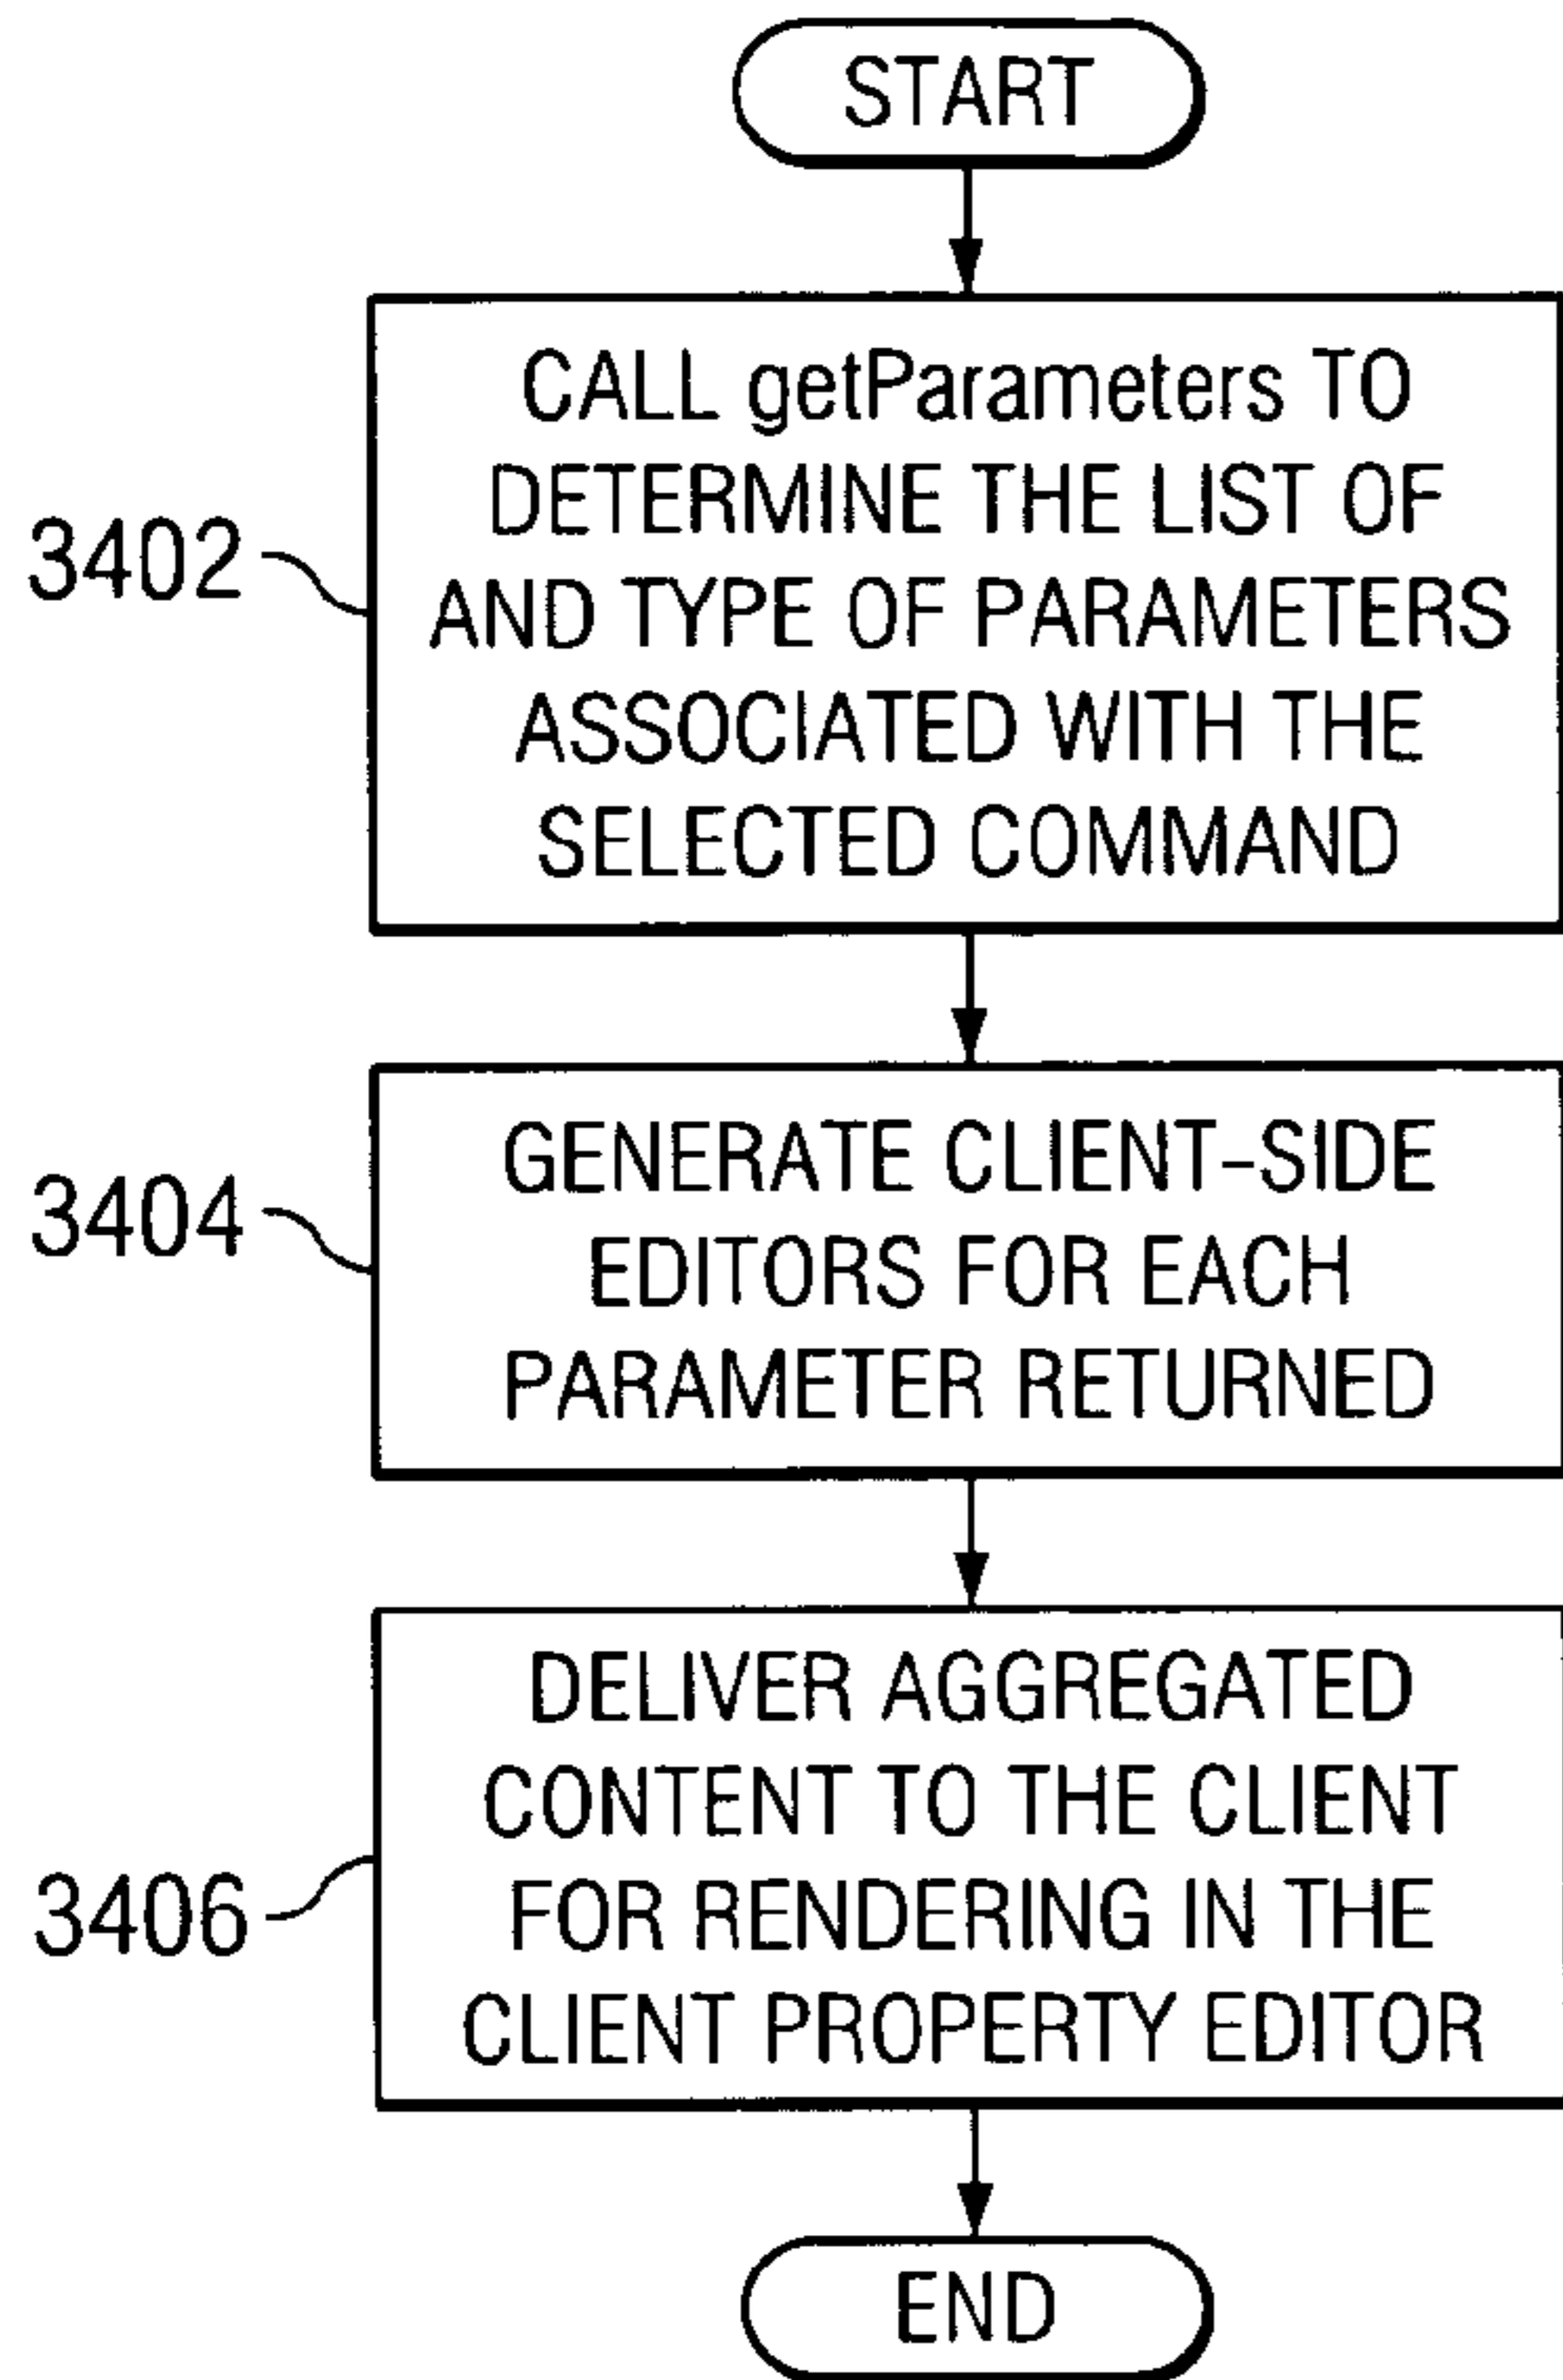 START
CALL getParameters TO
DETERMINE THE LIST OF
AND TYPE OF PARAMETERS
ASSOCIATED WITH THE
SELECTED COMMAND
3402
GENERATE CLIENT-SIDE
EDITORS FOR EACH
PARAMETER RETURNED
3404
DELIVER AGGREGATED
CONTENT TO THE CLIENT
FOR RENDERING IN THE
CLIENT PROPERTY EDITOR
3406
END